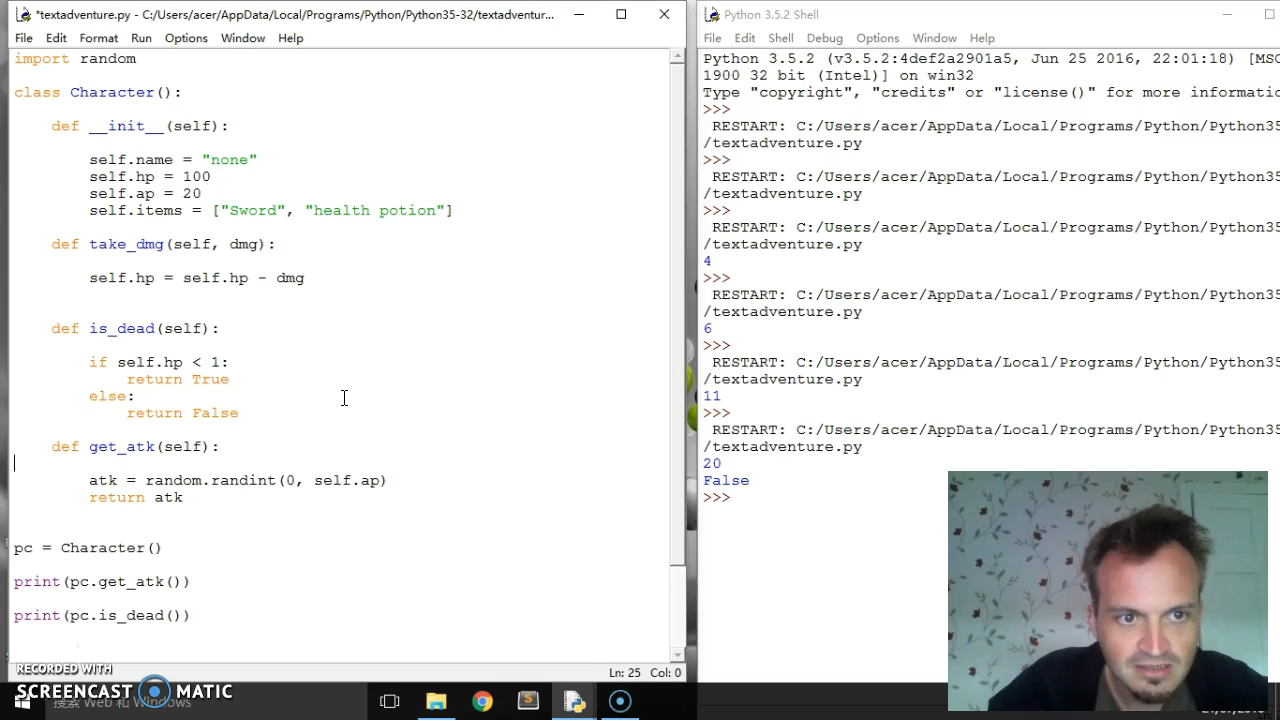 *textadventure.py - C:/Users/acer/AppData/Local/Programs/Python/Python35-32/textadventur...
File Edit Format Run Options Window Help
import random
class Character():
def __init__(self):
self.name = "none"
self.hp = 100
self.ap = 20
self.items = ["Sword", "health potion"]
def take_dmg(self, dmg):
self.hp = self.hp - dmg
def is_dead(self):
if self.hp < 1:
return True
else:
return False
def get_atk(self):
atk = random.randint(0, self.ap)
return atk
pc = Character()
print(pc.get_atk())
print(pc.is_dead())
Ln: 25 Col: 0
Python 3.5.2 Shell
File Edit Shell Debug Options Window Help
Python 3.5.2 (v3.5.2:4def2a2901a5, Jun 25 2016, 22:01:18) [MSC
1900 32 bit (Intel)] on win32
Type "copyright", "credits" or "license()" for more informatic
>>>
RESTART: C:/Users/acer/AppData/Local/Programs/Python/Python35
/textadventure.py
>>>
RESTART: C:/Users/acer/AppData/Local/Programs/Python/Python35
/textadventure.py
>>>
RESTART: C:/Users/acer/AppData/Local/Programs/Python/Python35
/textadventure.py
4
>>>
RESTART: C:/Users/acer/AppData/Local/Programs/Python/Python35
/textadventure.py
6
>>>
RESTART: C:/Users/acer/AppData/Local/Programs/Python/Python35
/textadventure.py
11
>>>
RESTART: C:/Users/acer/AppData/Local/Programs/Python/Python35
/textadventure.py
20
False
>>>
RECORDED WITH
SCREENCAST MATIC
搜索 Web 和 Windows